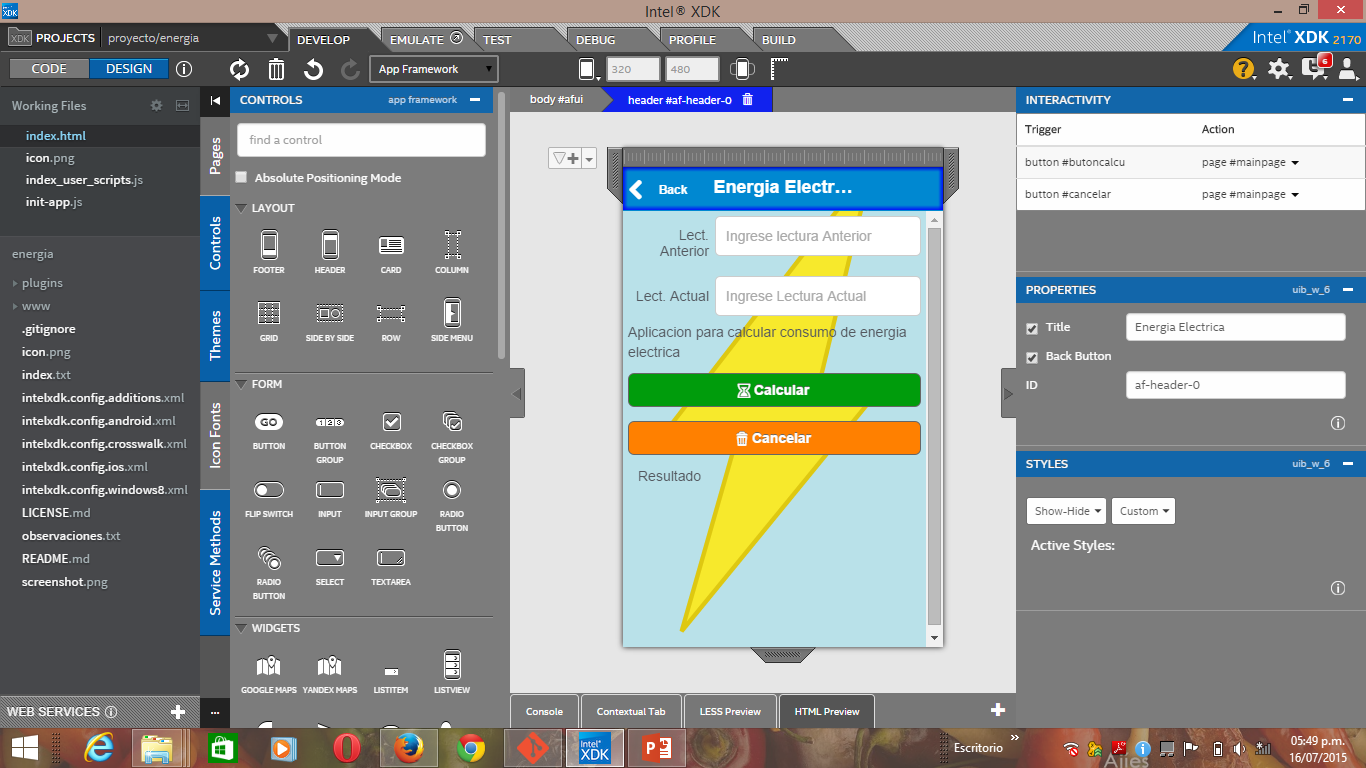 Intel® XDK
XDK PROJECTS proyecto/energia DEVELOP EMULATE TEST DEBUG PROFILE BUILD Intel® XDK 2170
CODE DESIGN App Framework 320 480 6
Working Files
index.html
icon.png
index_user_scripts.js
init-app.js
energia
plugins
www
.gitignore
icon.png
index.txt
intelxdk.config.additions.xml
intelxdk.config.android.xml
intelxdk.config.crosswalk.xml
intelxdk.config.ios.xml
intelxdk.config.windows8.xml
LICENSE.md
observaciones.txt
README.md
screenshot.png
WEB SERVICES
Pages
Controls
Themes
Icon Fonts
Service Methods
...
CONTROLS app framework
find a control
Absolute Positioning Mode
LAYOUT
FOOTER HEADER CARD COLUMN
GRID SIDE BY SIDE ROW SIDE MENU
FORM
GO 1 2 3
BUTTON BUTTON GROUP CHECKBOX CHECKBOX GROUP
FLIP SWITCH INPUT INPUT GROUP RADIO BUTTON
RADIO BUTTON SELECT TEXTAREA
WIDGETS
GOOGLE MAPS YANDEX MAPS LISTITEM LISTVIEW
body #afui header #af-header-0
Back Energia Electr...
Lect. Anterior Ingrese lectura Anterior
Lect. Actual Ingrese Lectura Actual
Aplicacion para calcular consumo de energia
electrica
Calcular
Cancelar
Resultado
Console Contextual Tab LESS Preview HTML Preview
INTERACTIVITY
Trigger Action
button #butoncalcu page #mainpage
button #cancelar page #mainpage
PROPERTIES uib_w_6
Title Energia Electrica
Back Button
ID af-header-0
STYLES uib_w_6
Show-Hide Custom
Active Styles:
Intel® XDK
Escritorio
05:49 p.m.
16/07/2015